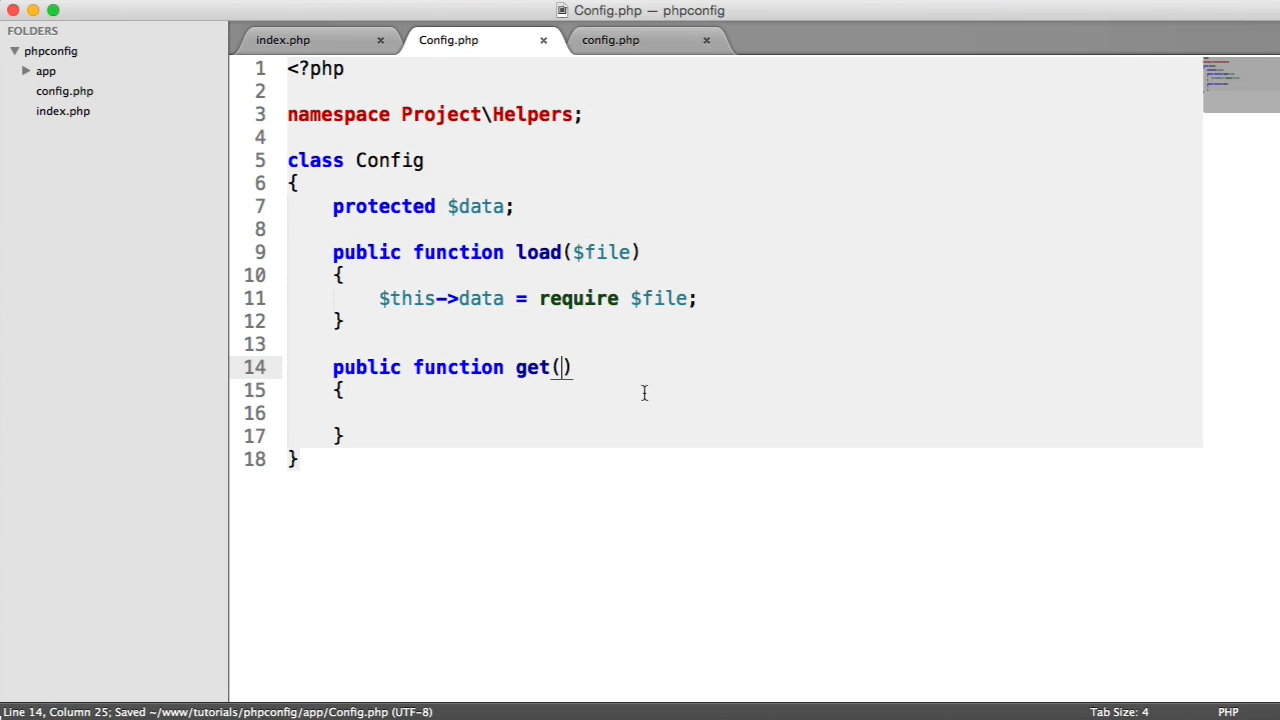 Config.php — phpconfig
FOLDERS
phpconfig
app
config.php
index.php
index.php × Config.php × config.php ×
1 <?php
2
3 namespace Project\Helpers;
4
5 class Config
6 {
7 protected $data;
8
9 public function load($file)
10 {
11 $this->data = require $file;
12 }
13
14 public function get()
15 {
16
17 }
18 }
Line 14, Column 25; Saved ~/www/tutorials/phpconfig/app/Config.php (UTF-8) Tab Size: 4 PHP